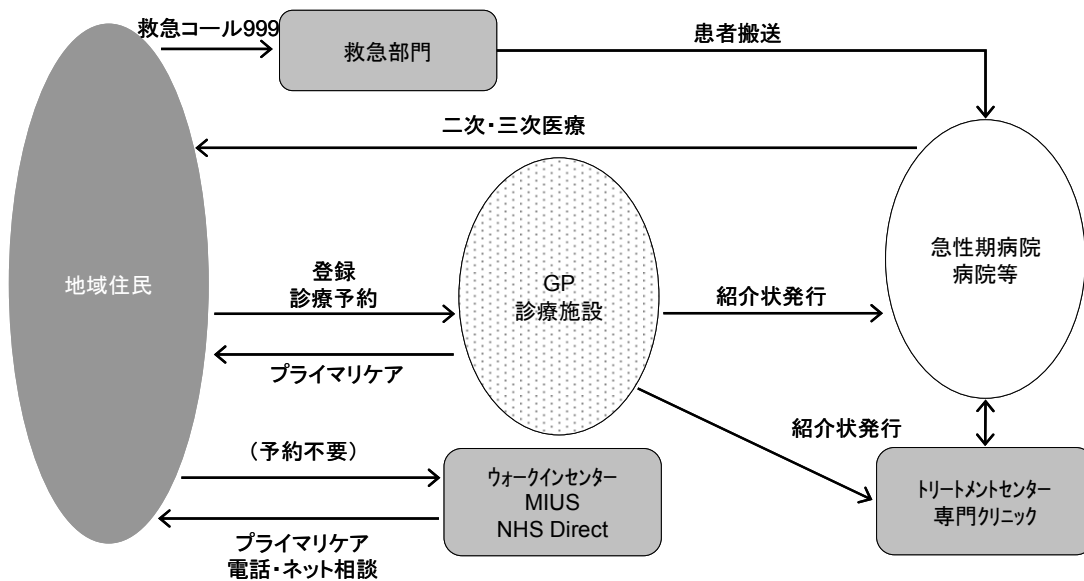 救急コール999
救急部門
患者搬送
二次・三次医療
地域住民
登録
診療予約
GP
診療施設
紹介状発行
急性期病院
病院等
プライマリケア
紹介状発行
（予約不要）
ウォークインセンター
MIUS
NHS Direct
トリートメントセンター
専門クリニック
プライマリケア
電話・ネット相談